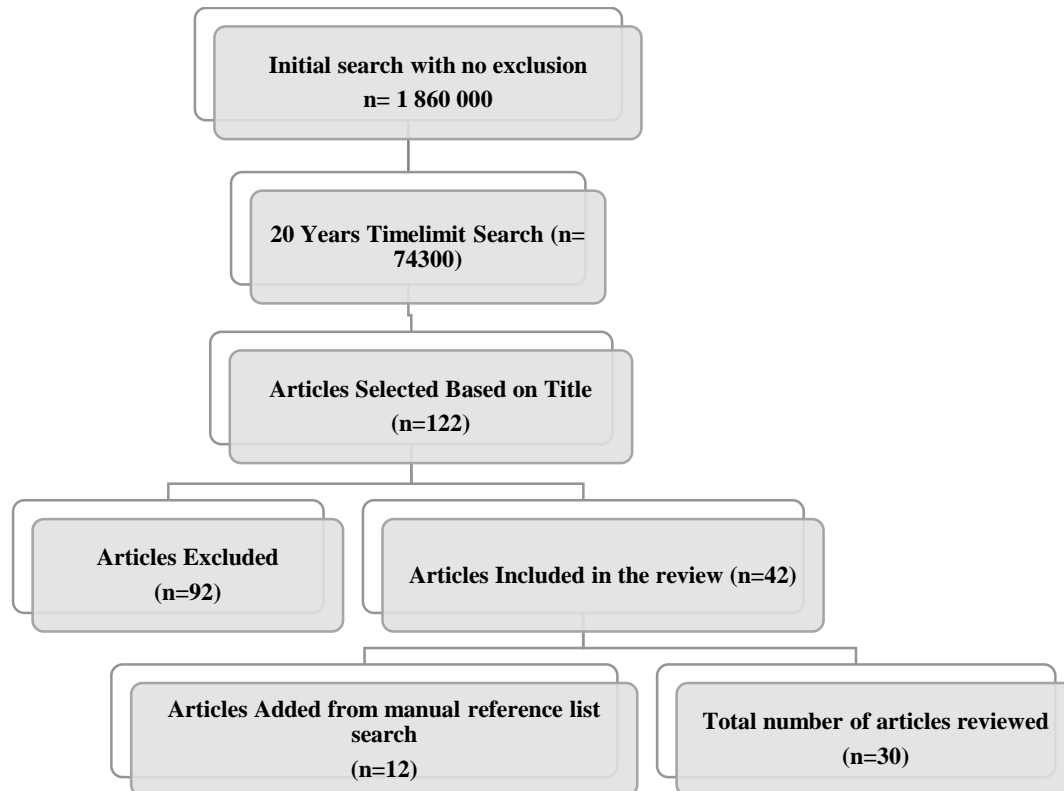 Initial search with no exclusion
n= 1 860 000
20 Years Timelimit Search (n=
74300)
Articles Selected Based on Title
(n=122)
Articles Excluded
(n=92)
Articles Included in the review (n=42)
Articles Added from manual reference list
search
(n=12)
Total number of articles reviewed
(n=30)